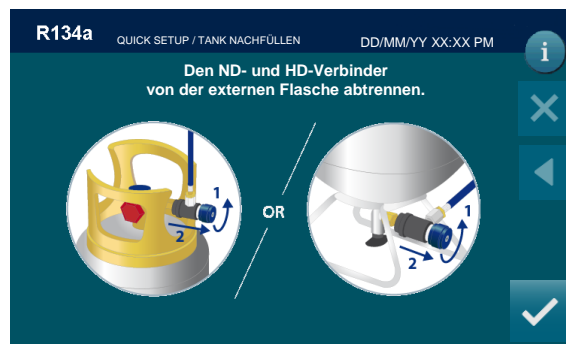 R134a QUICK SETUP / TANK NACHFÜLLEN DD/MM/YY XX:XX PM
i
Den ND- und HD-Verbinder
von der externen Flasche abtrennen.
1
2
OR
1
2